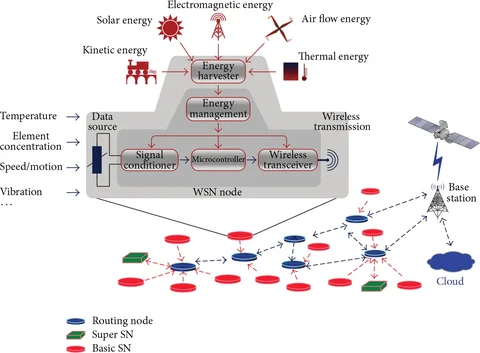 Electromagnetic energy
Solar energy
Air flow energy
Kinetic energy
Energy
harvester
Thermal energy
Energy
management
Temperature
Data
source
Wireless
transmission
Element
concentration
Signal
conditioner
Microcontroller
Wireless
transceiver
Speed/motion
Vibration
...
WSN node
Base
station
Cloud
Routing node
Super SN
Basic SN